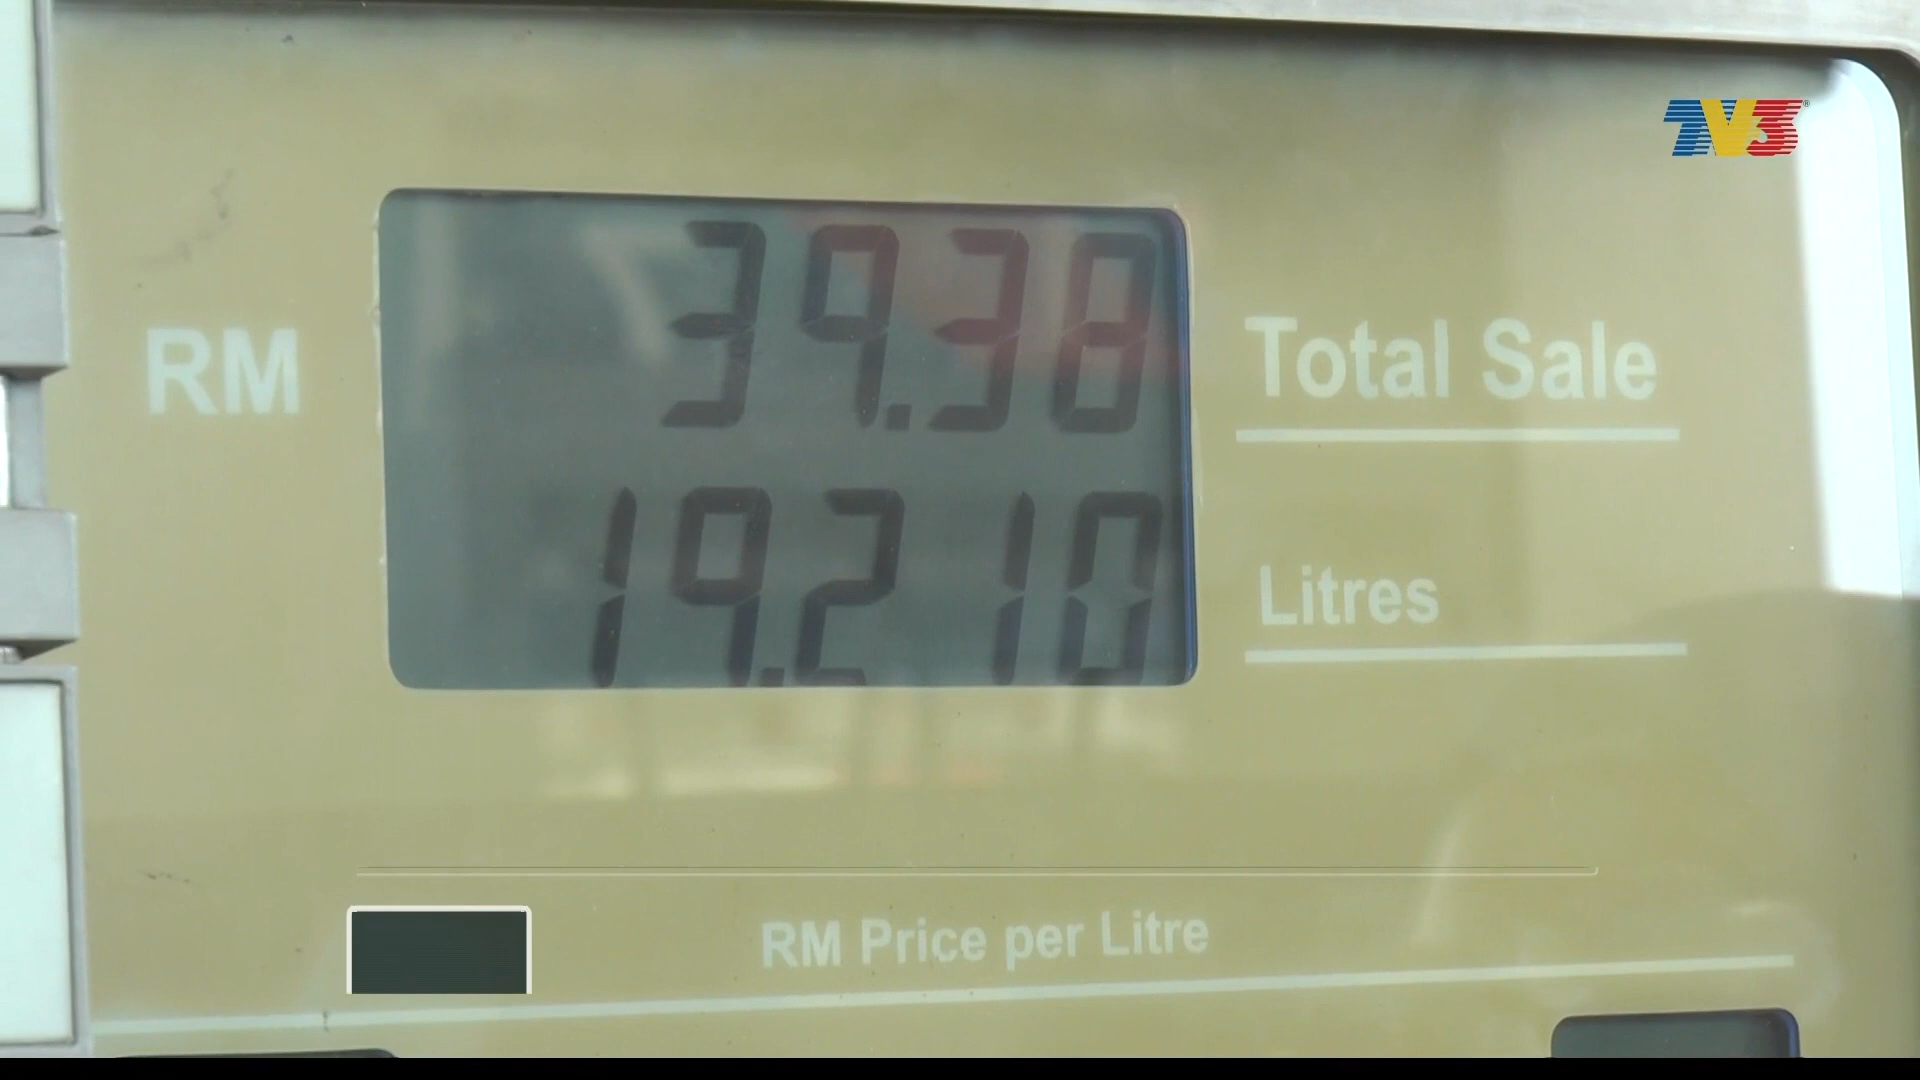 TV3
RM 39.38 Total Sale
19.210 Litres
RM Price per Litre